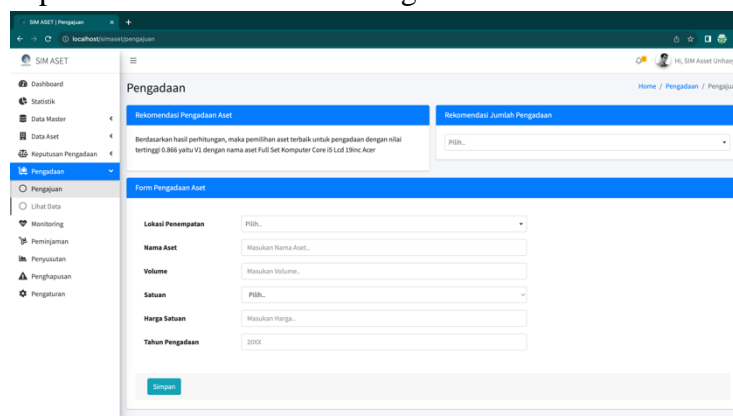 SIM ASET | Pengajuan
localhost/simaset/pengajuan
SIM ASET
Hi, SIM Asset Unhas
Dashboard
Statistik
Data Master
Data Aset
Keputusan Pengadaan
Pengadaan
Pengajuan
Lihat Data
Monitoring
Peminjaman
Penyusutan
Penghapusan
Pengaturan
Pengadaan
Home / Pengadaan / Pengajua
Rekomendasi Pengadaan Aset
Berdasarkan hasil perhitungan, maka pemilihan aset terbaik untuk pengadaan dengan nilai
tertinggi 0.866 yaitu V1 dengan nama aset Full Set Komputer Core i5 Lcd 19inc Acer
Rekomendasi Jumlah Pengadaan
Pilih..
Form Pengadaan Aset
Lokasi Penempatan Pilih..
Nama Aset Masukan Nama Aset..
Volume Masukan Volume..
Satuan Pilih..
Harga Satuan Masukan Harga..
Tahun Pengadaan 20XX
Simpan